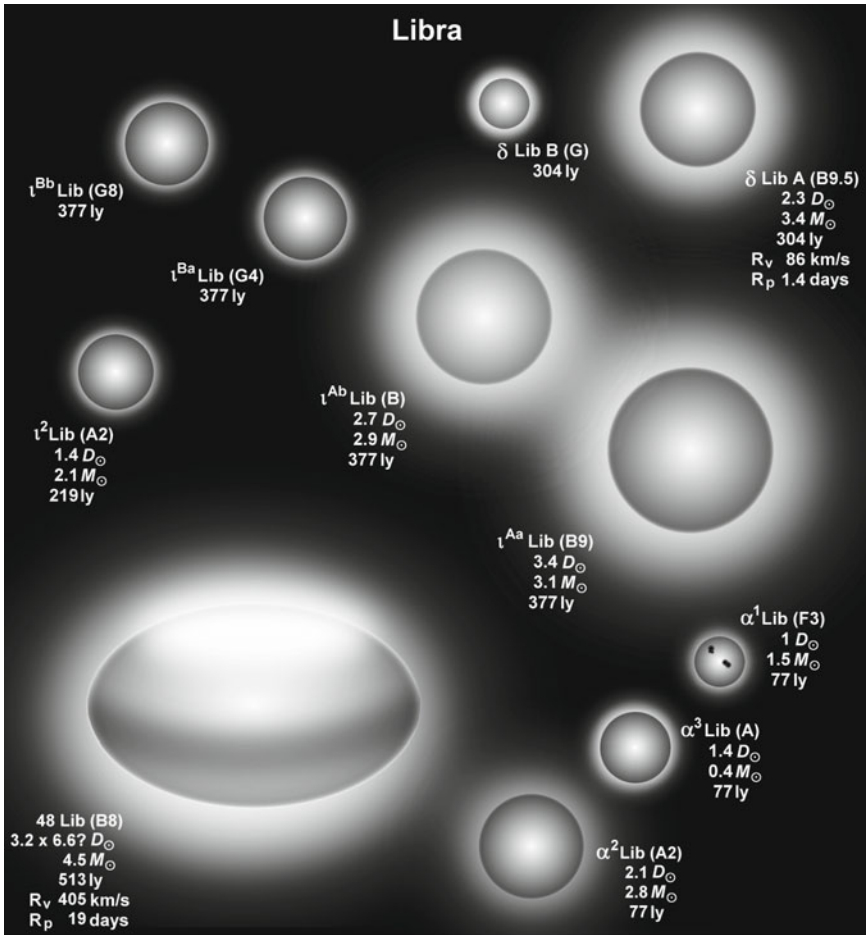 Libra
δ Lib B (G)
304 ly
δ Lib A (B9.5)
2.3 D⊙
3.4 M⊙
304 ly
Rv 86 km/s
Rp 1.4 days
ιBb Lib (G8)
377 ly
ιBa Lib (G4)
377 ly
ιAb Lib (B)
2.7 D⊙
2.9 M⊙
377 ly
ι2Lib (A2)
1.4 D⊙
2.1 M⊙
219 ly
ιAa Lib (B9)
3.4 D⊙
3.1 M⊙
377 ly
α1Lib (F3)
1 D⊙
1.5 M⊙
77 ly
α3Lib (A)
1.4 D⊙
0.4 M⊙
77 ly
48 Lib (B8)
3.2 x 6.6? D⊙
4.5 M⊙
513 ly
Rv 405 km/s
Rp 19 days
α2Lib (A2)
2.1 D⊙
2.8 M⊙
77 ly